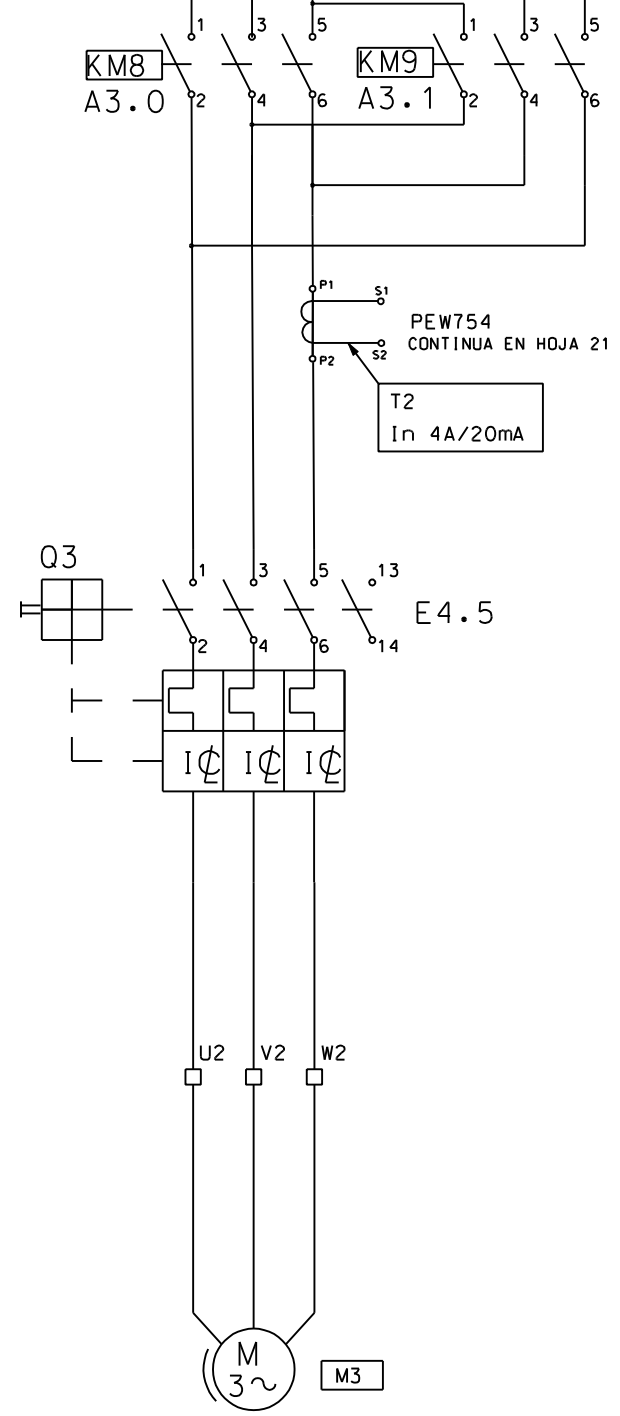 1 3 5 1 3 5
KM8 KM9
A3.0 2 4 6 A3.1 2 4 6
P1 S1
PEW754
CONTINUA EN HOJA 21
P2 S2
T2
In 4A/20mA
Q3 1 3 5 13
E4.5
2 4 6 14
I I I
U2 V2 W2
M
3~
M3